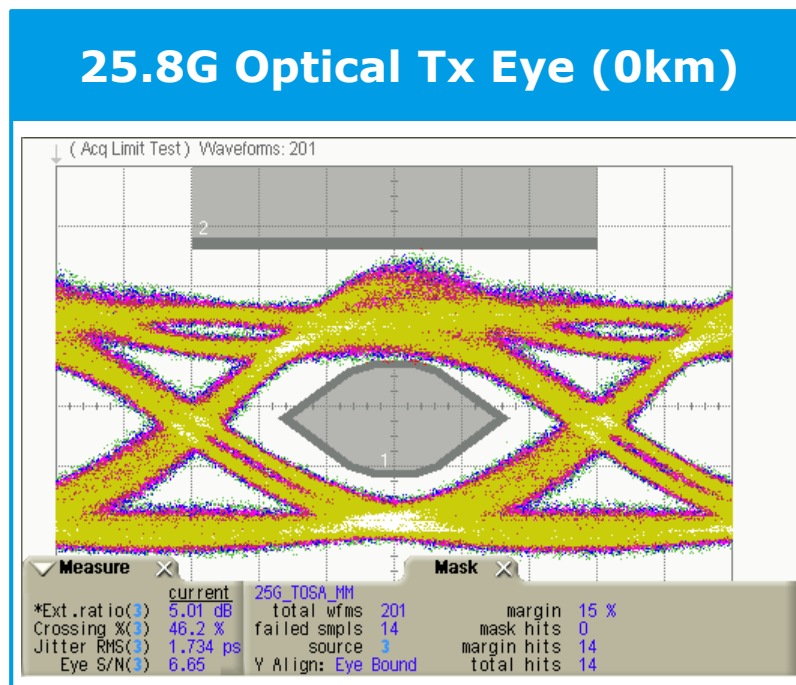 25.8G Optical Tx Eye (0km)
( Acq Limit Test ) Waveforms: 201
2
1
Measure
Mask
current
*Ext.ratio(3) 5.01 dB
Crossing %(3) 46.2 %
Jitter RMS(3) 1.734 ps
Eye S/N(3) 6.65
25G_TOSA_MM
total wfms 201
failed smpls 14
source 3
Y Align: Eye Bound
margin 15 %
mask hits 0
margin hits 14
total hits 14